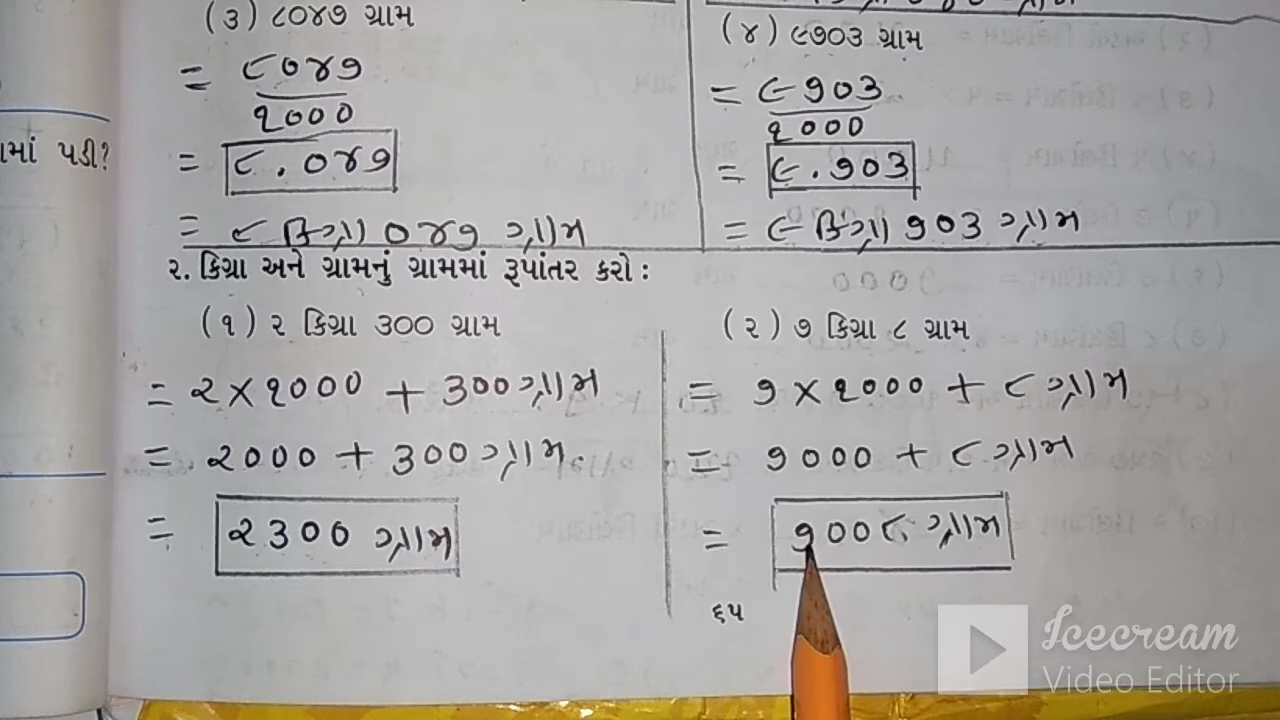 (૩) ૮૦૪૭ ગ્રામ
= ૮૦૪૭
૧૦૦૦
= ૮.૦૪૭
= ૮ કિગ્રા ૦૪૭ ગ્રામ
(૪) ૯૭૦૩ ગ્રામ
= ૯૭૦૩
૧૦૦૦
= ૯.૭૦૩
= ૯ કિગ્રા ૭૦૩ ગ્રામ
પડી?
૨. કિગ્રા અને ગ્રામનું ગ્રામમાં રૂપાંતર કરો :
(૧) ૨ કિગ્રા ૩૦૦ ગ્રામ
= ૨ × ૧૦૦૦ + ૩૦૦ ગ્રામ
= ૨૦૦૦ + ૩૦૦ ગ્રામ.
= ૨૩૦૦ ગ્રામ
(૨) ૭ કિગ્રા ૮ ગ્રામ
= ૭ × ૧૦૦૦ + ૮ ગ્રામ
= ૭૦૦૦ + ૮ ગ્રામ
= ૭૦૦૮ ગ્રામ
૬૫
Icecream
Video Editor